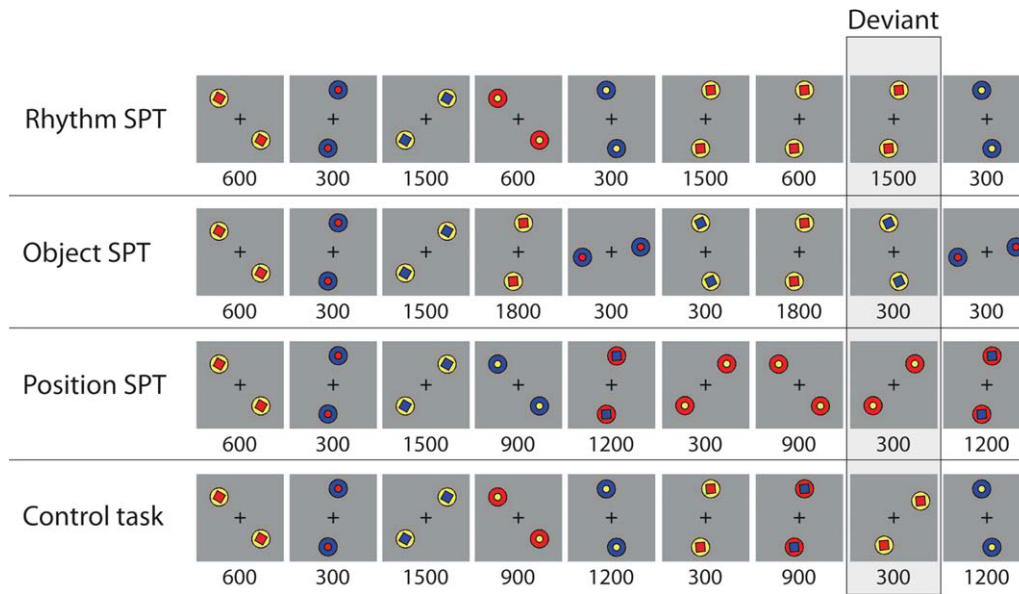 Deviant
Rhythm SPT
600 300 1500 600 300 1500 600 1500 300
Object SPT
600 300 1500 1800 300 300 1800 300 300
Position SPT
600 300 1500 900 1200 300 900 300 1200
Control task
600 300 1500 900 1200 300 900 300 1200